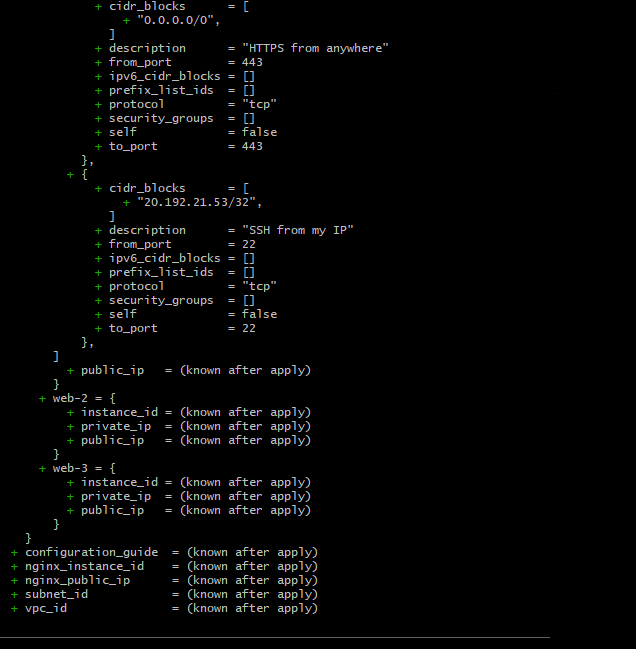 + cidr_blocks      = [
+ "0.0.0.0/0",
]
+ description      = "HTTPS from anywhere"
+ from_port        = 443
+ ipv6_cidr_blocks = []
+ prefix_list_ids  = []
+ protocol         = "tcp"
+ security_groups  = []
+ self             = false
+ to_port          = 443
},
+ {
+ cidr_blocks      = [
+ "20.192.21.53/32",
]
+ description      = "SSH from my IP"
+ from_port        = 22
+ ipv6_cidr_blocks = []
+ prefix_list_ids  = []
+ protocol         = "tcp"
+ security_groups  = []
+ self             = false
+ to_port          = 22
},
]
+ public_ip   = (known after apply)
}
+ web-2 = {
+ instance_id = (known after apply)
+ private_ip  = (known after apply)
+ public_ip   = (known after apply)
}
+ web-3 = {
+ instance_id = (known after apply)
+ private_ip  = (known after apply)
+ public_ip   = (known after apply)
}
}
+ configuration_guide  = (known after apply)
+ nginx_instance_id    = (known after apply)
+ nginx_public_ip      = (known after apply)
+ subnet_id            = (known after apply)
+ vpc_id               = (known after apply)